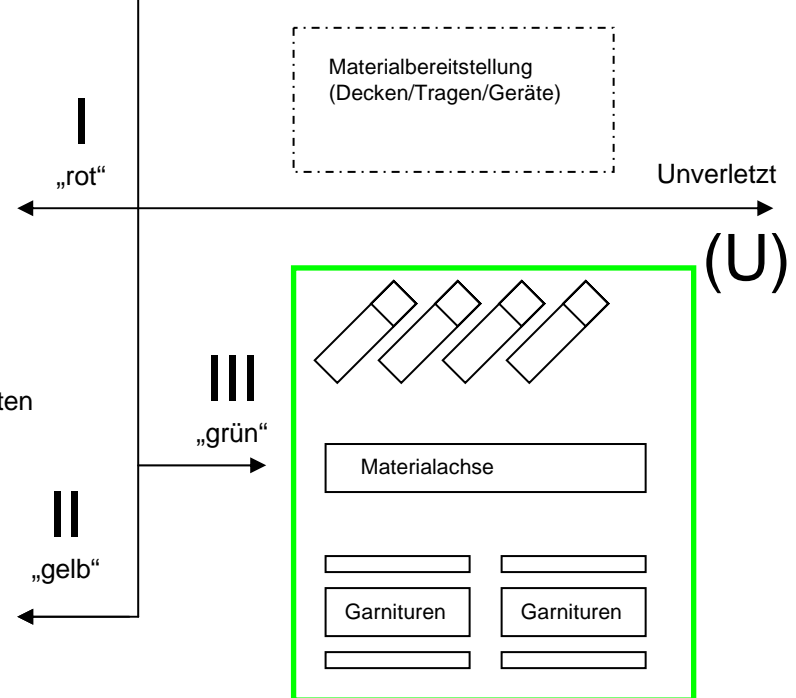 Materialbereitstellung
(Decken/Tragen/Geräte)
I
„rot“
Unverletzt
(U)
III
„grün“
Materialachse
II
„gelb“
Garnituren
Garnituren